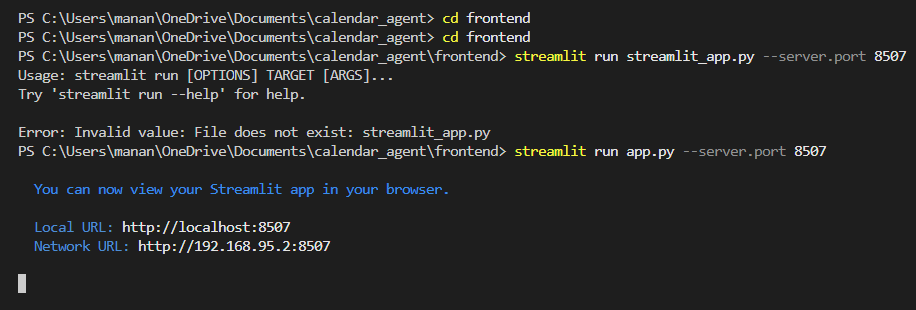 PS C:\Users\manan\OneDrive\Documents\calendar_agent> cd frontend
PS C:\Users\manan\OneDrive\Documents\calendar_agent> cd frontend
PS C:\Users\manan\OneDrive\Documents\calendar_agent\frontend> streamlit run streamlit_app.py --server.port 8507
Usage: streamlit run [OPTIONS] TARGET [ARGS]...
Try 'streamlit run --help' for help.
Error: Invalid value: File does not exist: streamlit_app.py
PS C:\Users\manan\OneDrive\Documents\calendar_agent\frontend> streamlit run app.py --server.port 8507
You can now view your Streamlit app in your browser.
Local URL: http://localhost:8507
Network URL: http://192.168.95.2:8507